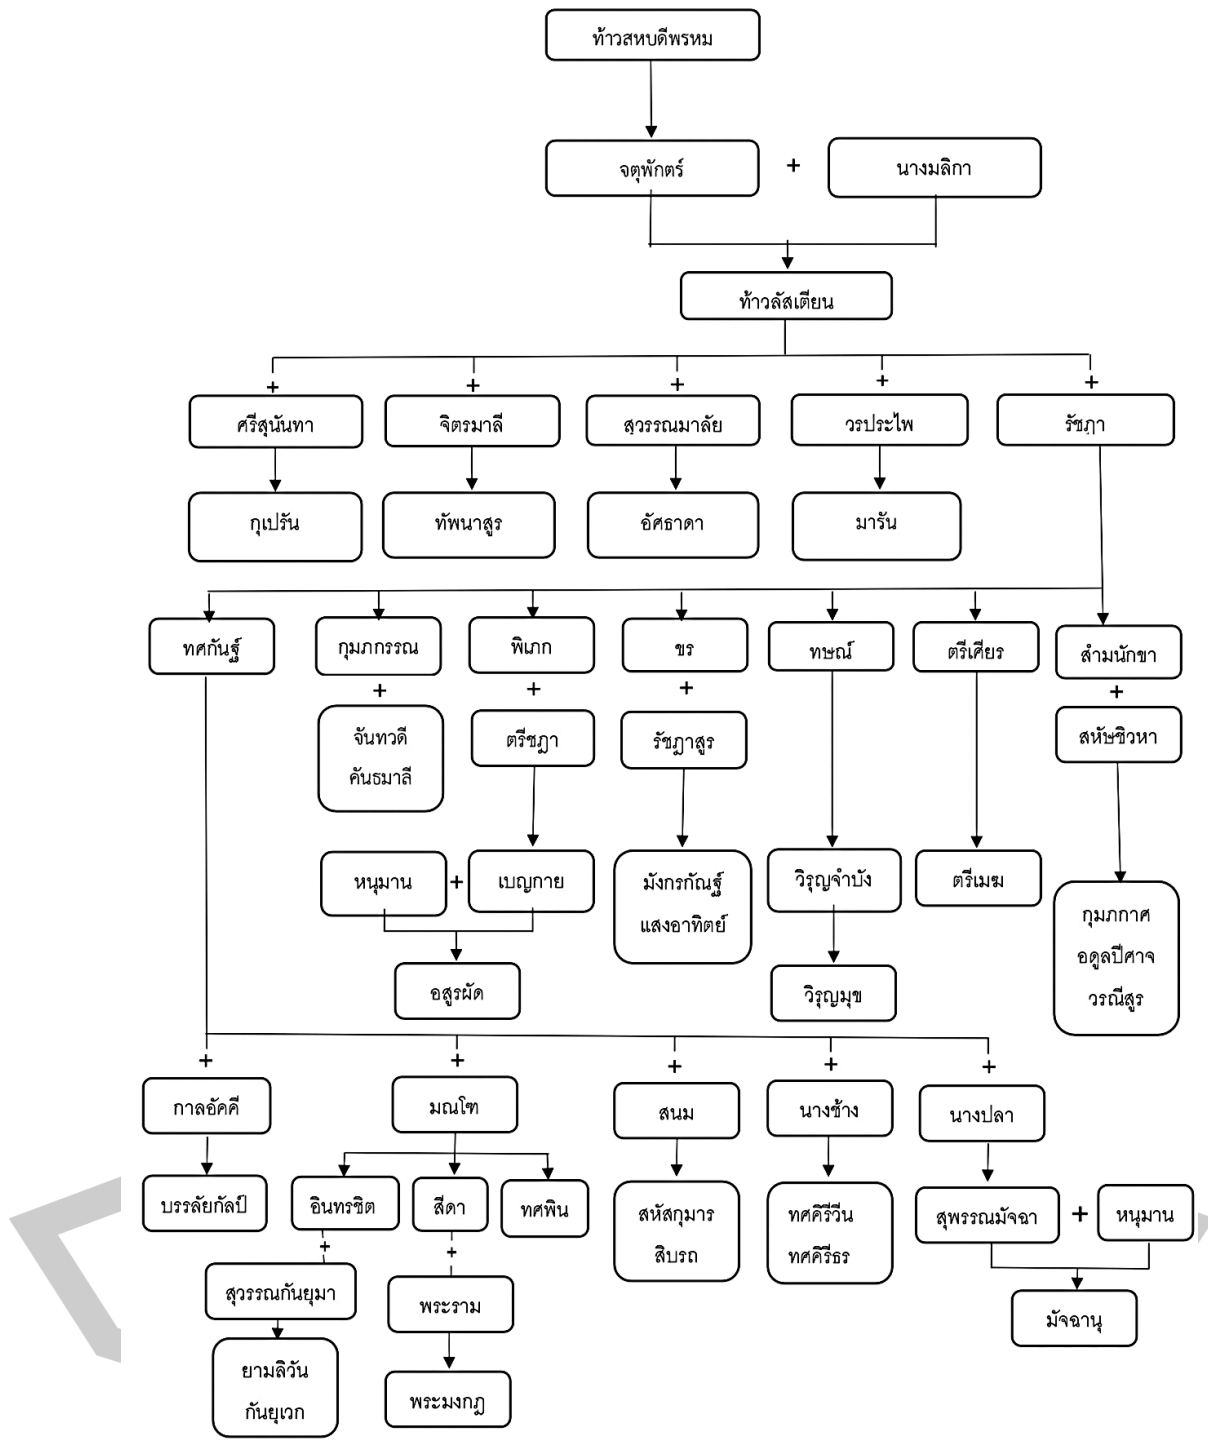 ท้าวสหบดีพรหม
จตุพักตร์ + นางมลิกา
ท้าวลัสเตียน
+ + + + +
ศรีสุนันทา จิตรมาลี สุวรรณมาลัย วรประไพ รัชฎา
กุเปรัน ทัพนาสูร อัศธาดา มารัน
ทศกัณฐ์ กุมภกรรณ พิเภก ขร ทษณ์ ตรีเศียร สำมนักขา
+ + + +
จันทวดี ตรีชฎา รัชฎาสูร สหัษชิวหา
คันธมาลี
หนุมาน + เบญกาย มังกรกัณฐ์ วิรุญจำบัง ตรีเมฆ
แสงอาทิตย์ กุมภกาศ
อดูลปีศาจ
อสูรผัด วิรุญมุข วรณีสูร
+ + + + +
กาลอัคคี มณโฑ สนม นางช้าง นางปลา
บรรลัยกัลป์ อินทรชิต สีดา ทศพิน สหัสกุมาร ทศคีรีวัน สุพรรณมัจฉา + หนุมาน
+ + สิบรถ ทศคีรีธร
สุวรรณกันยุมา พระราม มัจฉานุ
ยามลิวัน
กันยุเวก พระมงกุฎ